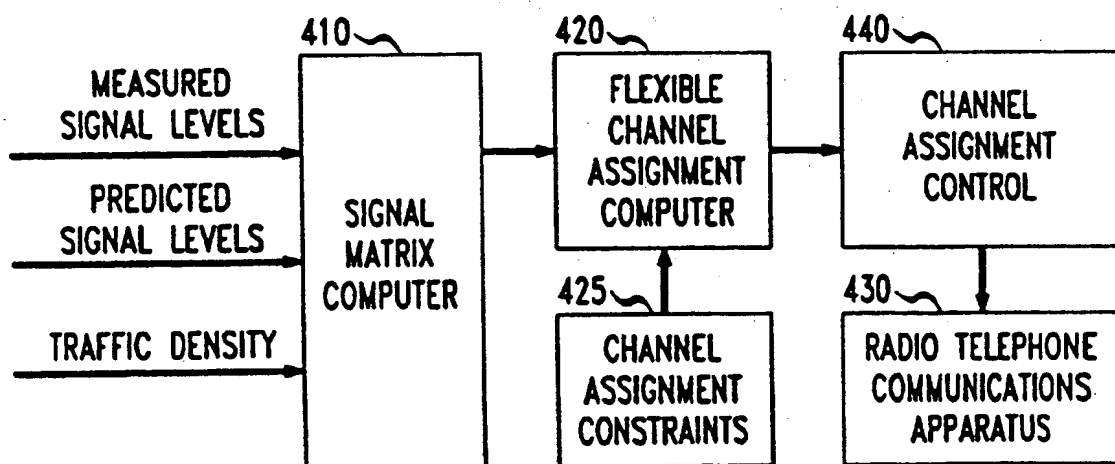 410
420
440
MEASURED
SIGNAL LEVELS
PREDICTED
SIGNAL LEVELS
TRAFFIC DENSITY
SIGNAL
MATRIX
COMPUTER
FLEXIBLE
CHANNEL
ASSIGNMENT
COMPUTER
CHANNEL
ASSIGNMENT
CONTROL
425
430
CHANNEL
ASSIGNMENT
CONSTRAINTS
RADIO TELEPHONE
COMMUNICATIONS
APPARATUS